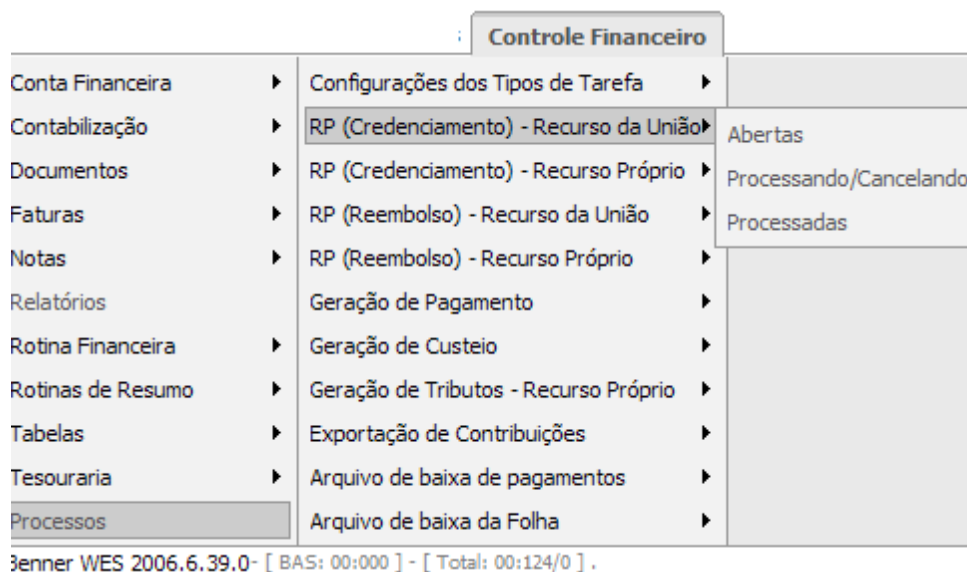 Controle Financeiro
Conta Financeira
Contabilização
Documentos
Faturas
Notas
Relatórios
Rotina Financeira
Rotinas de Resumo
Tabelas
Tesouraria
Processos
Configurações dos Tipos de Tarefa
RP (Credenciamento) - Recurso da União
RP (Credenciamento) - Recurso Próprio
RP (Reembolso) - Recurso da União
RP (Reembolso) - Recurso Próprio
Geração de Pagamento
Geração de Custeio
Geração de Tributos - Recurso Próprio
Exportação de Contribuições
Arquivo de baixa de pagamentos
Arquivo de baixa da Folha
Abertas
Processando/Cancelando
Processadas
Benner WES 2006.6.39.0- [ BAS: 00:000 ] - [ Total: 00:124/0 ] .